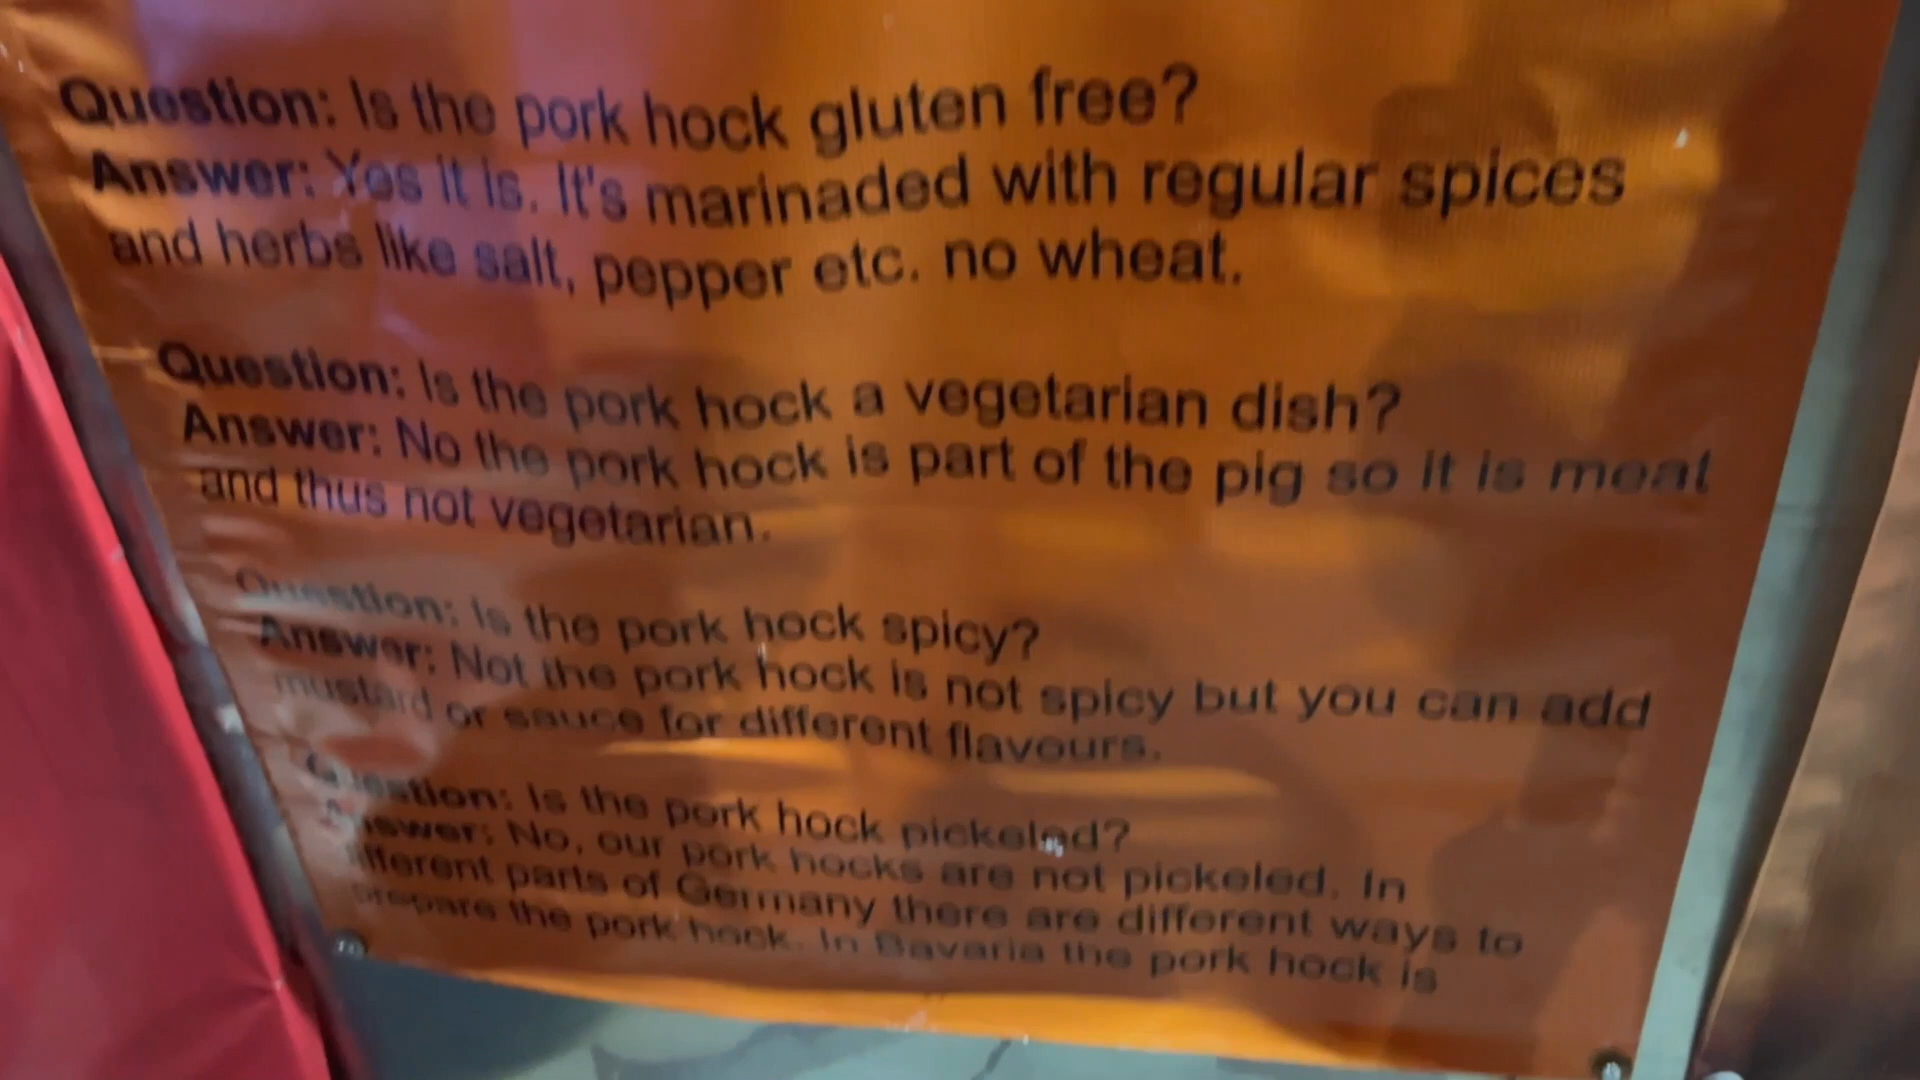 Question: Is the pork hock gluten free?
Answer: Yes it is. It's marinaded with regular spices
and herbs like salt, pepper etc. no wheat.
Question: Is the pork hock a vegetarian dish?
Answer: No the pork hock is part of the pig so it is meat
and thus not vegetarian.
Question: is the pork hock spicy?
Answer: Not the pork hock is not spicy but you can add
mustard or sauce for different flavours.
Question: Is the pork hock pickeled?
Answer: No, our pork hocks are not pickeled. In
different parts of Germany there are different ways to
prepare the pork hock. In Bavaria the pork hock is